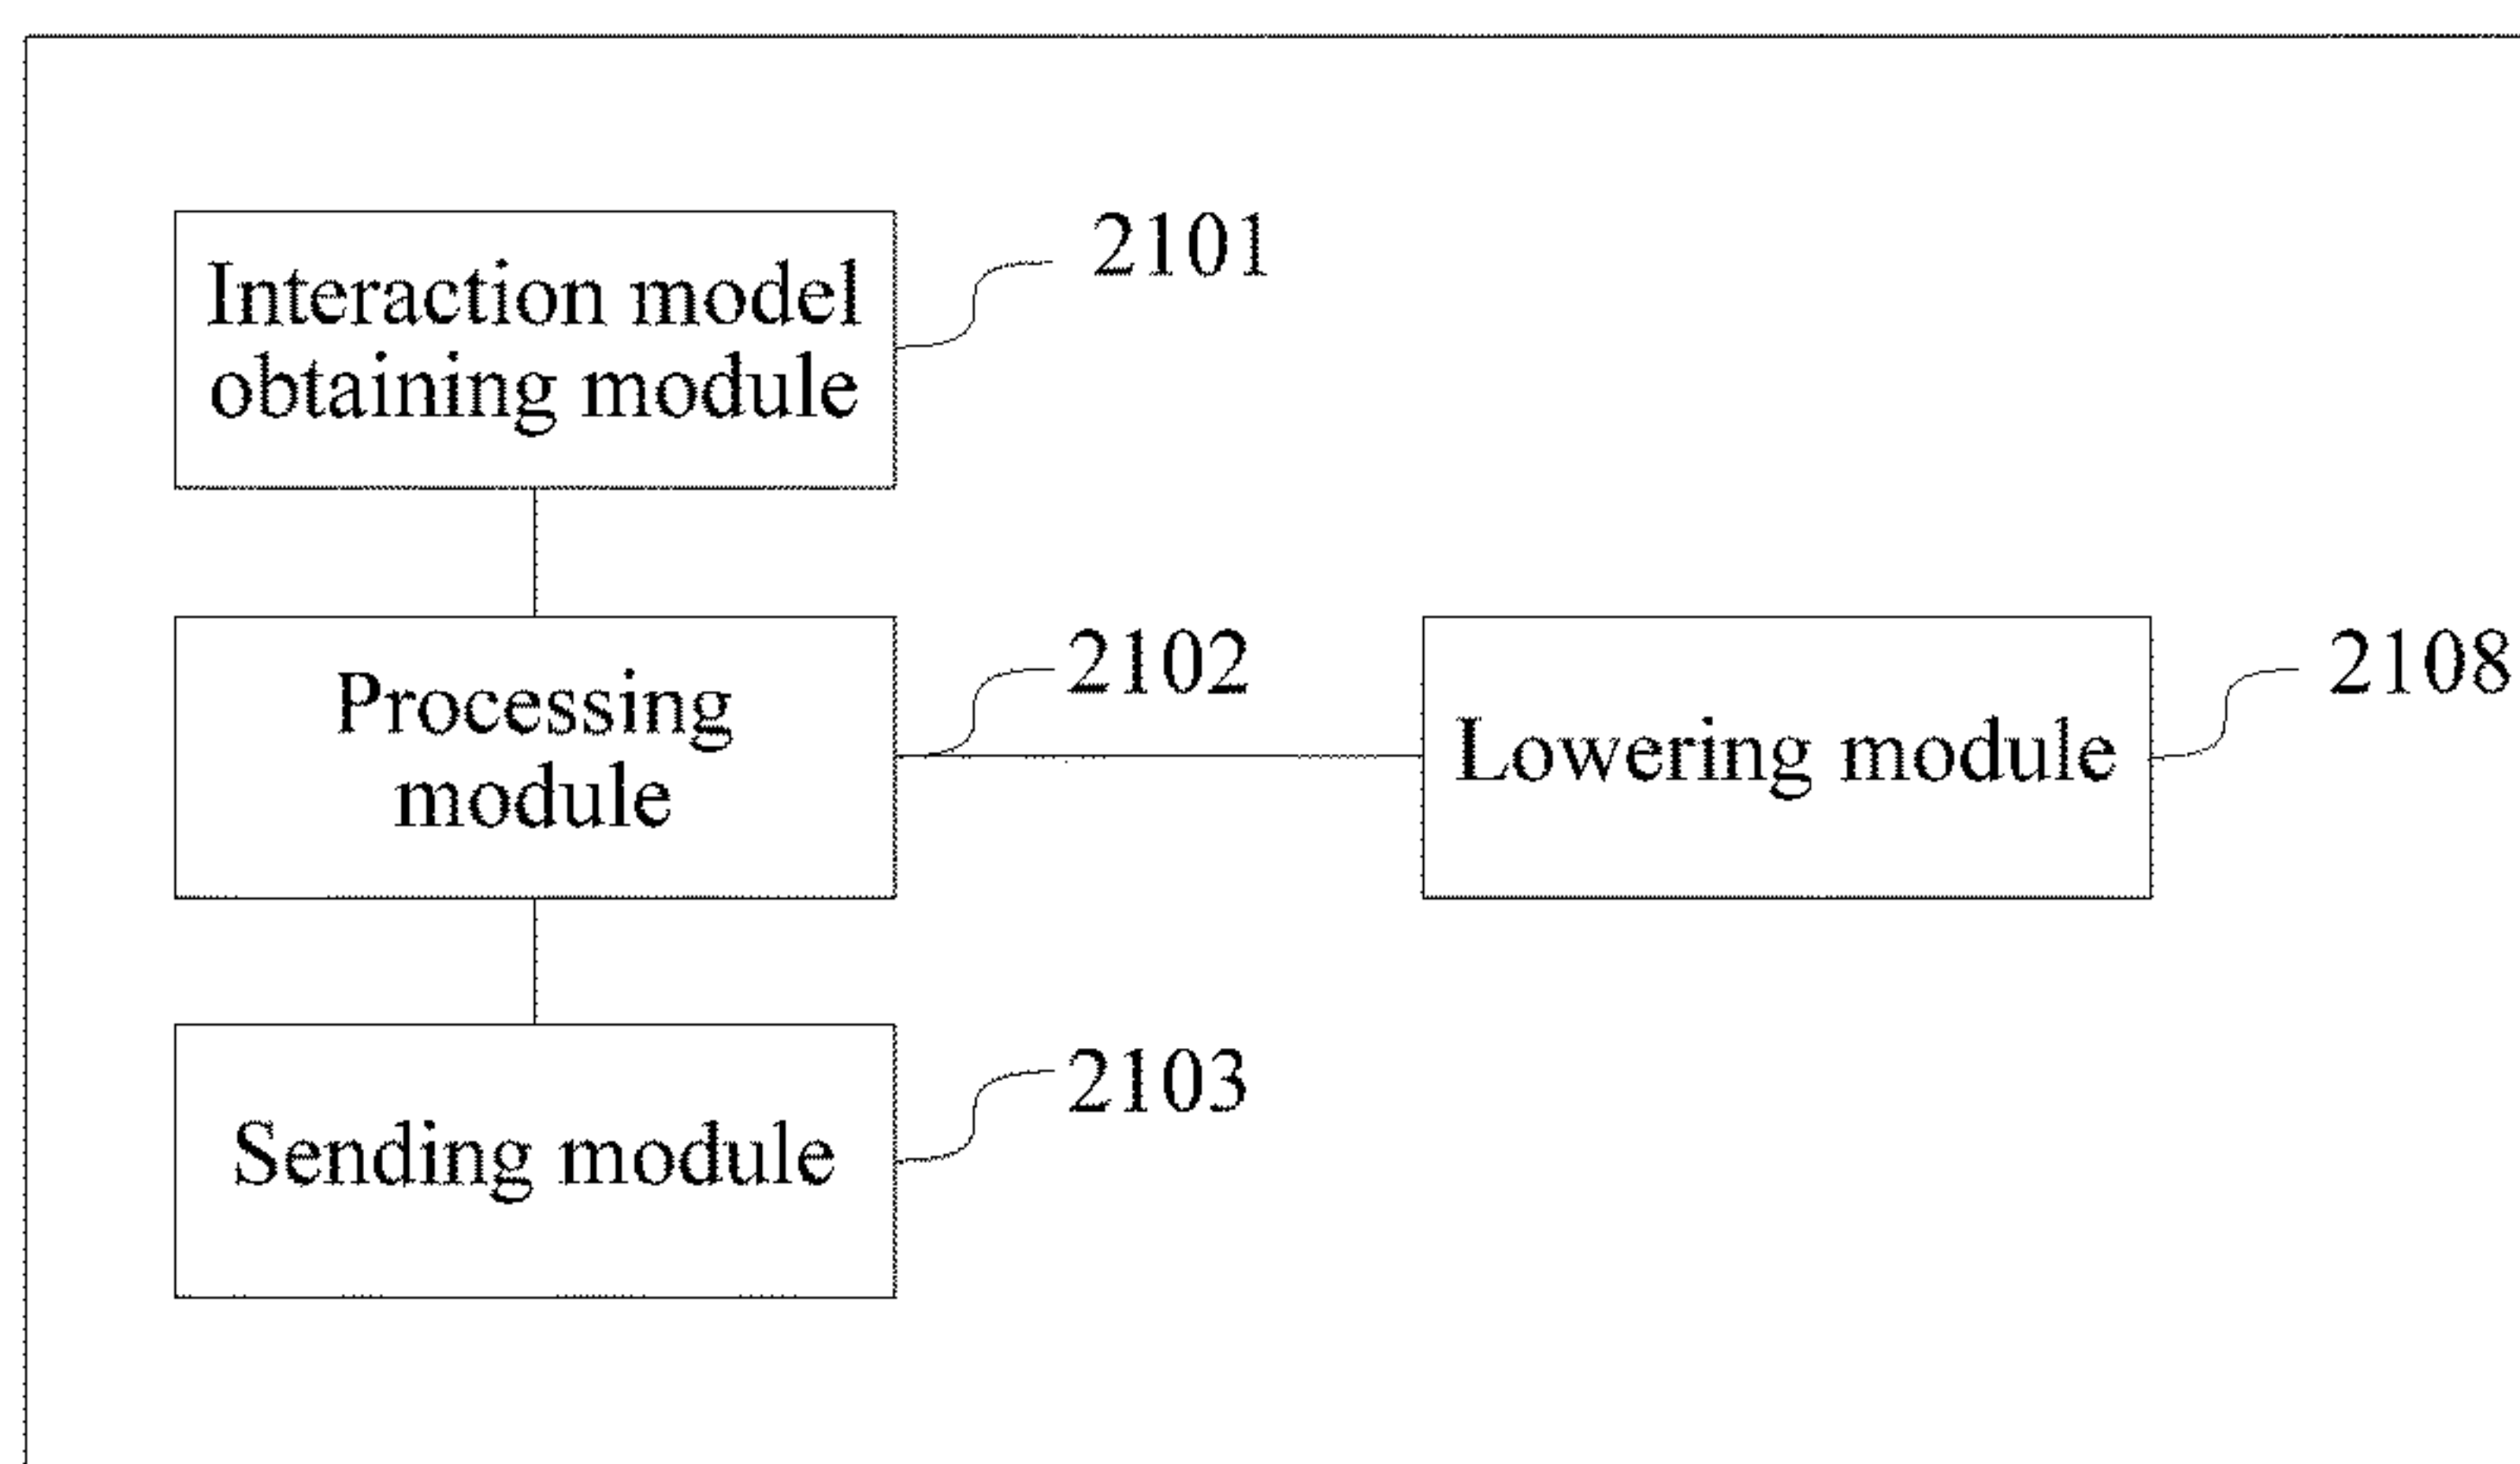 Interaction model
obtaining module
2101
Processing
module
2102
Lowering module
2108
Sending module
2103